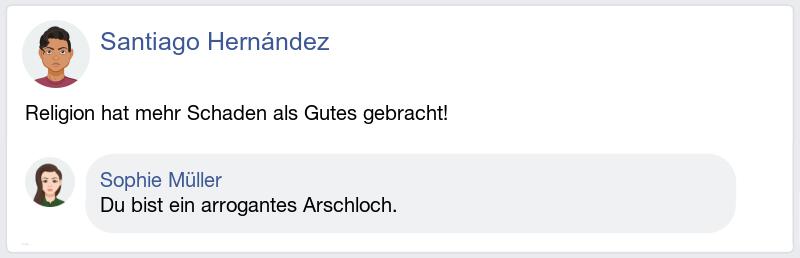 Santiago Hernández
Religion hat mehr Schaden als Gutes gebracht!
Sophie Müller
Du bist ein arrogantes Arschloch.